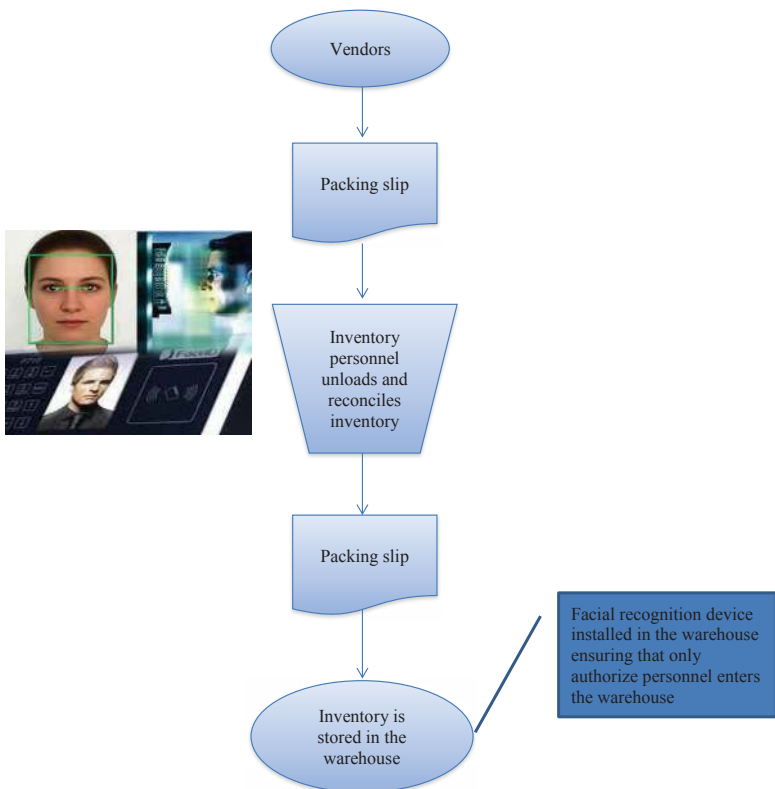 Vendors
Packing slip
Inventory
personnel
unloads and
reconciles
inventory
Packing slip
Inventory is
stored in the
warehouse
Facial recognition device
installed in the warehouse
ensuring that only
authorize personnel enters
the warehouse